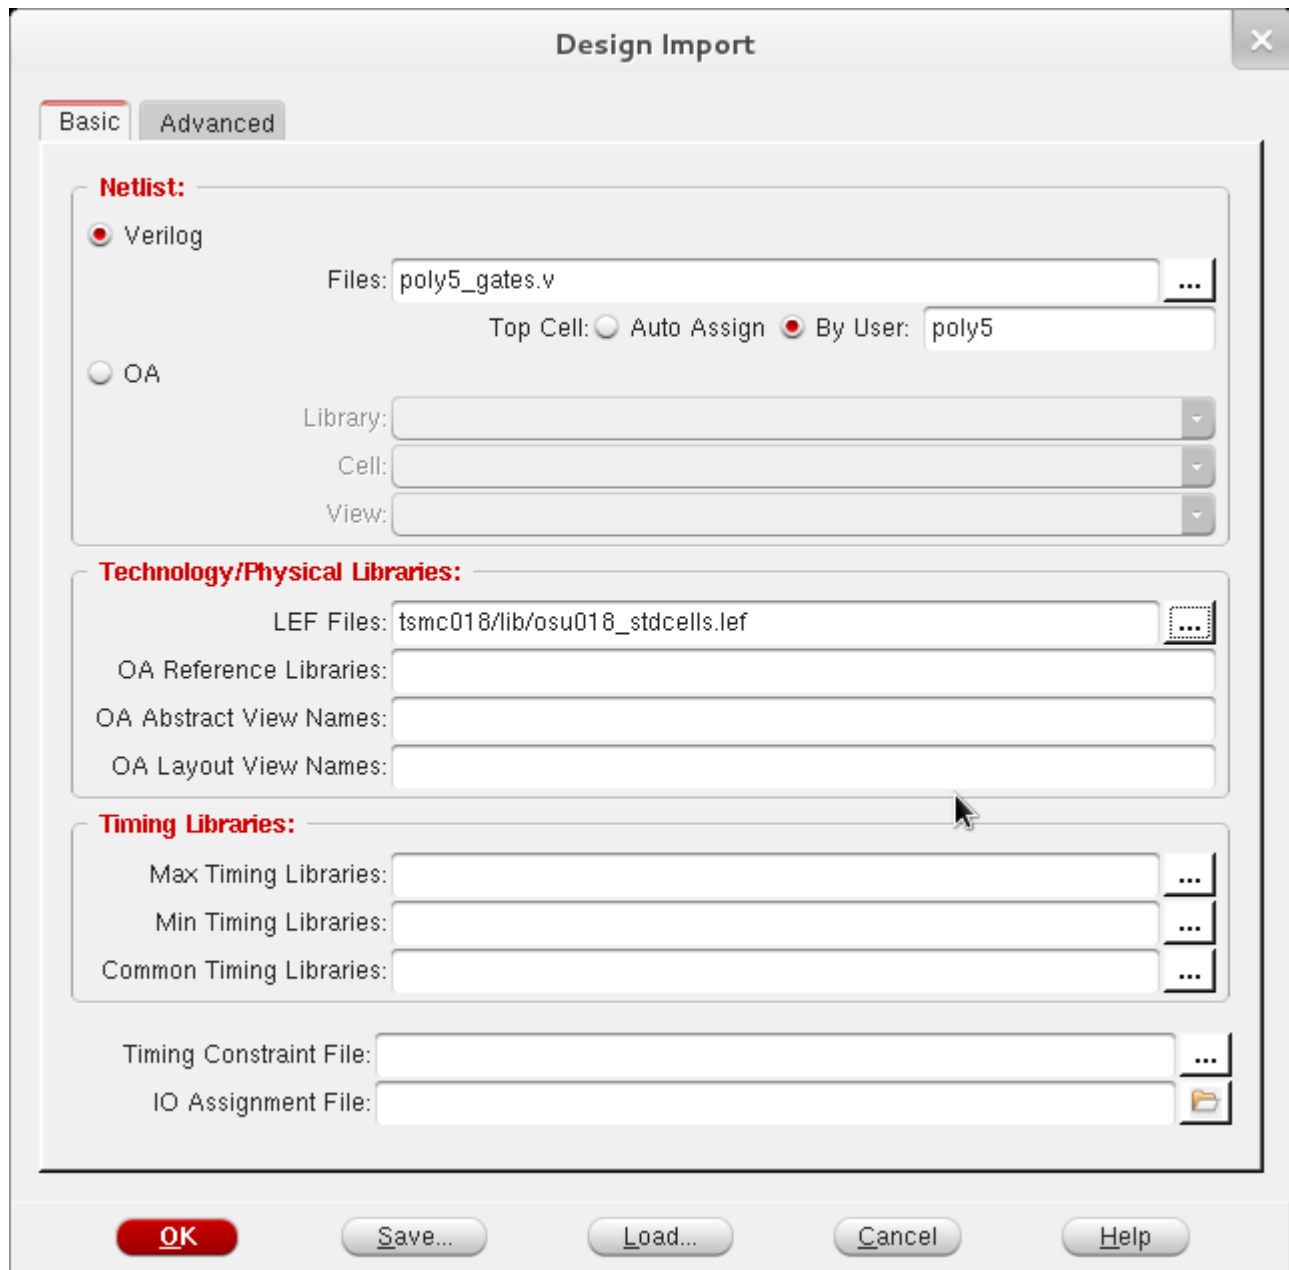 Design Import
Basic Advanced
Netlist:
Verilog
Files: poly5_gates.v ...
Top Cell: Auto Assign By User: poly5
OA
Library:
Cell:
View:
Technology/Physical Libraries:
LEF Files: tsmc018/lib/osu018_stdcells.lef ...
OA Reference Libraries:
OA Abstract View Names:
OA Layout View Names:
Timing Libraries:
Max Timing Libraries: ...
Min Timing Libraries: ...
Common Timing Libraries: ...
Timing Constraint File: ...
IO Assignment File:
OK Save... Load... Cancel Help